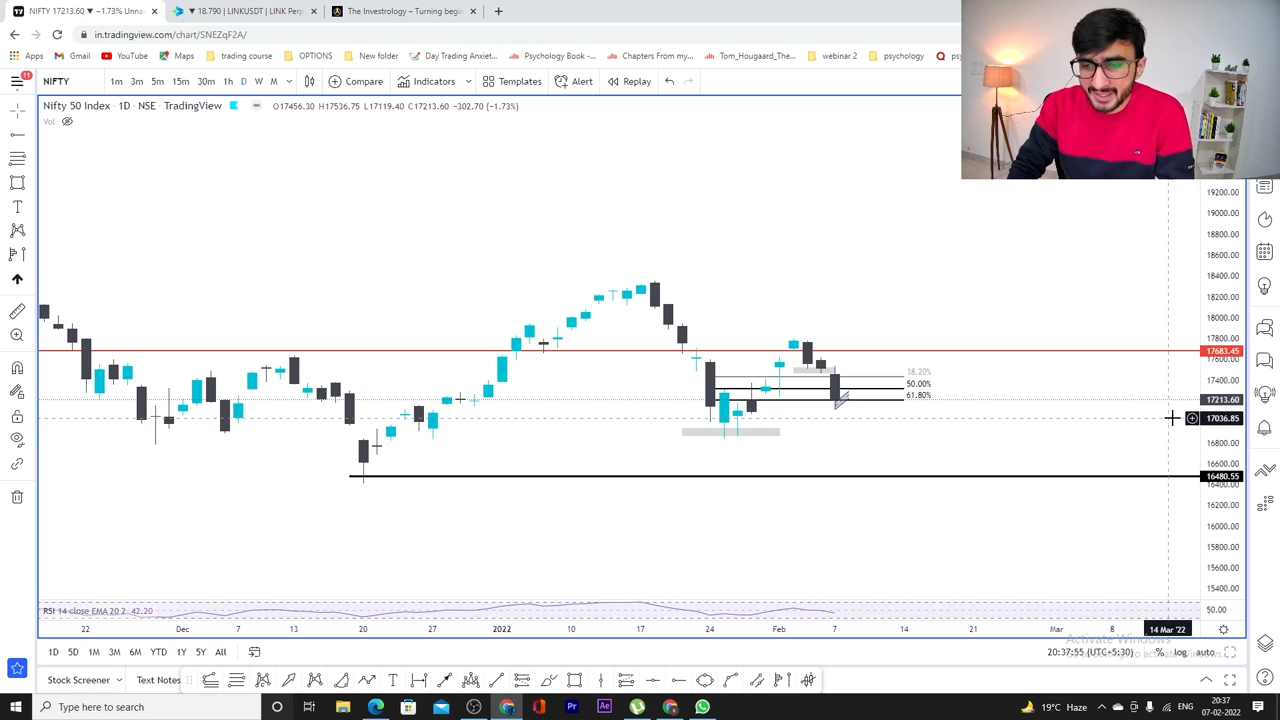 NIFTY 17213.60 ▼ −1.73% Unna
▼ 18.790 | LINKUSDT | LINK Perp
The Investrology – Turning begin
in.tradingview.com/chart/SNEZqF2A/
Apps
Gmail
YouTube
Maps
trading course
OPTIONS
New folder
Day Trading Anxiet...
Psychology Book -...
Chapters From my...
Tom_Hougaard_The...
webinar 2
psychology
11
NIFTY
1m 3m 5m 15m 30m 1h D W M
Compare
Indicators
Templates
Alert
Replay
Nifty 50 Index · 1D · NSE · TradingView
O17456.30 H17536.75 L17119.40 C17213.60 −302.70 (−1.73%)
Vol
19200.00
19000.00
18800.00
18600.00
18400.00
18200.00
18000.00
17800.00
17683.45
38.20%
17400.00
50.00%
61.80%
17213.60
17036.85
16800.00
16600.00
16480.55
16400.00
16200.00
16000.00
15800.00
15600.00
15400.00
RSI 14 close EMA 20 2 42.20
50.00
22 Dec 7 13 20 27 2022 10 17 24 Feb 7 14 21 Mar 8 14 Mar '22
Activate Windows
1D 5D 1M 3M 6M YTD 1Y 5Y All
20:37:55 (UTC+5:30) % log auto
Stock Screener
Text Notes
Type here to search
Pr
Ae
19°C Haze
ENG
20:37
07-02-2022